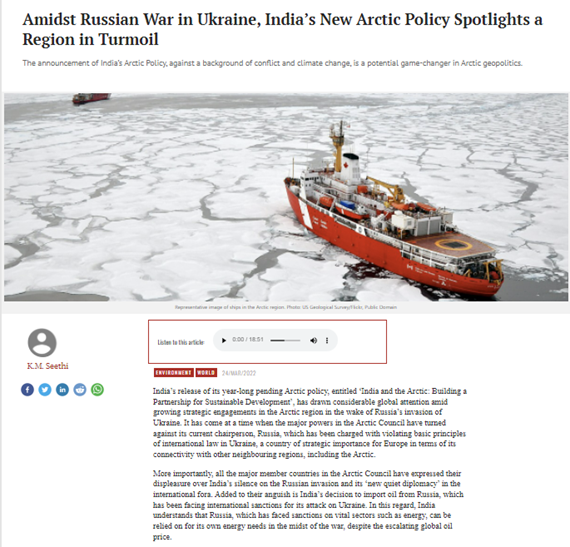 Amidst Russian War in Ukraine, India's New Arctic Policy Spotlights a
Region in Turmoil
The announcement of India's Arctic Policy, against a background of conflict and climate change, is a potential game-changer in Arctic geopolitics.
Representative image of ships in the Arctic region. Photo: US Geological Survey/Flickr, Public Domain
Listen to this article:
0:00 / 16:51
K.M. Seethi
ENVIRONMENT WORLD 24/MAR/2022
India's release of its year-long pending Arctic policy, entitled 'India and the Arctic: Building a
Partnership for Sustainable Development', has drawn considerable global attention amid
growing strategic engagements in the Arctic region in the wake of Russia's invasion of
Ukraine. It has come at a time when the major powers in the Arctic Council have turned
against its current chairperson, Russia, which has been charged with violating basic principles
of international law in Ukraine, a country of strategic importance for Europe in terms of its
connectivity with other neighbouring regions, including the Arctic.
More importantly, all the major member countries in the Arctic Council have expressed their
displeasure over India's silence on the Russian invasion and its 'new quiet diplomacy' in the
international fora. Added to their anguish is India's decision to import oil from Russia, which
has been facing international sanctions for its attack on Ukraine. In this regard, India
understands that Russia, which has faced sanctions on vital sectors such as energy, can be
relied on for its own energy needs in the midst of the war, despite the escalating global oil
price.